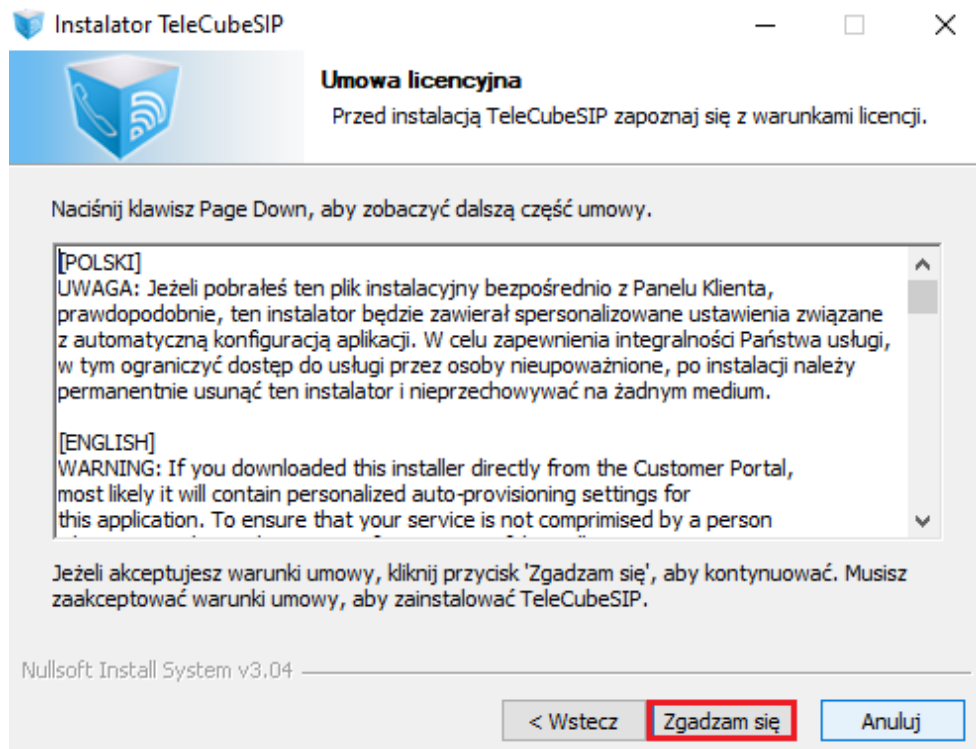 Instalator TeleCubeSIP
Umowa licencyjna
Przed instalacją TeleCubeSIP zapoznaj się z warunkami licencji.
Naciśnij klawisz Page Down, aby zobaczyć dalszą część umowy.
[POLSKI]
UWAGA: Jeżeli pobrałeś ten plik instalacyjny bezpośrednio z Panelu Klienta,
prawdopodobnie, ten instalator będzie zawierał spersonalizowane ustawienia związane
z automatyczną konfiguracją aplikacji. W celu zapewnienia integralności Państwa usługi,
w tym ograniczyć dostęp do usługi przez osoby nieupoważnione, po instalacji należy
permanentnie usunąć ten instalator i nieprzechowywać na żadnym medium.
[ENGLISH]
WARNING: If you downloaded this installer directly from the Customer Portal,
most likely it will contain personalized auto-provisioning settings for
this application. To ensure that your service is not comprimised by a person
Jeżeli akceptujesz warunki umowy, kliknij przycisk 'Zgadzam się', aby kontynuować. Musisz
zaakceptować warunki umowy, aby zainstalować TeleCubeSIP.
Nullsoft Install System v3.04
< Wstecz
Zgadzam się
Anuluj